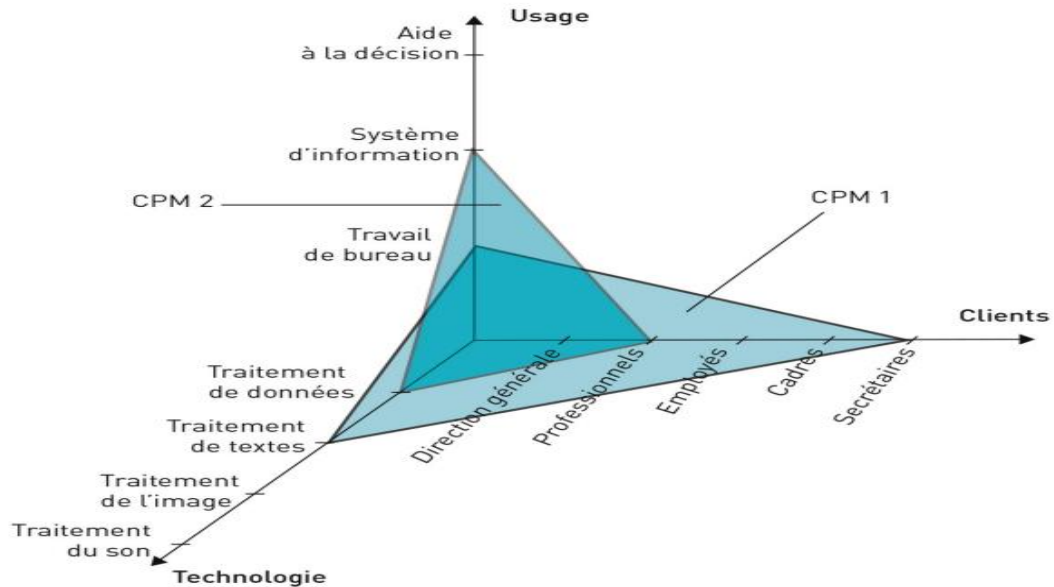 Usage
Aide
à la décision
Système
d'information
CPM 2
CPM 1
Travail
de bureau
Clients
Traitement
de données
Traitement
de textes
Traitement
de l'image
Traitement
du son
Technologie
Direction générale
Professionnels
Employés
Cadres
Secrétaires